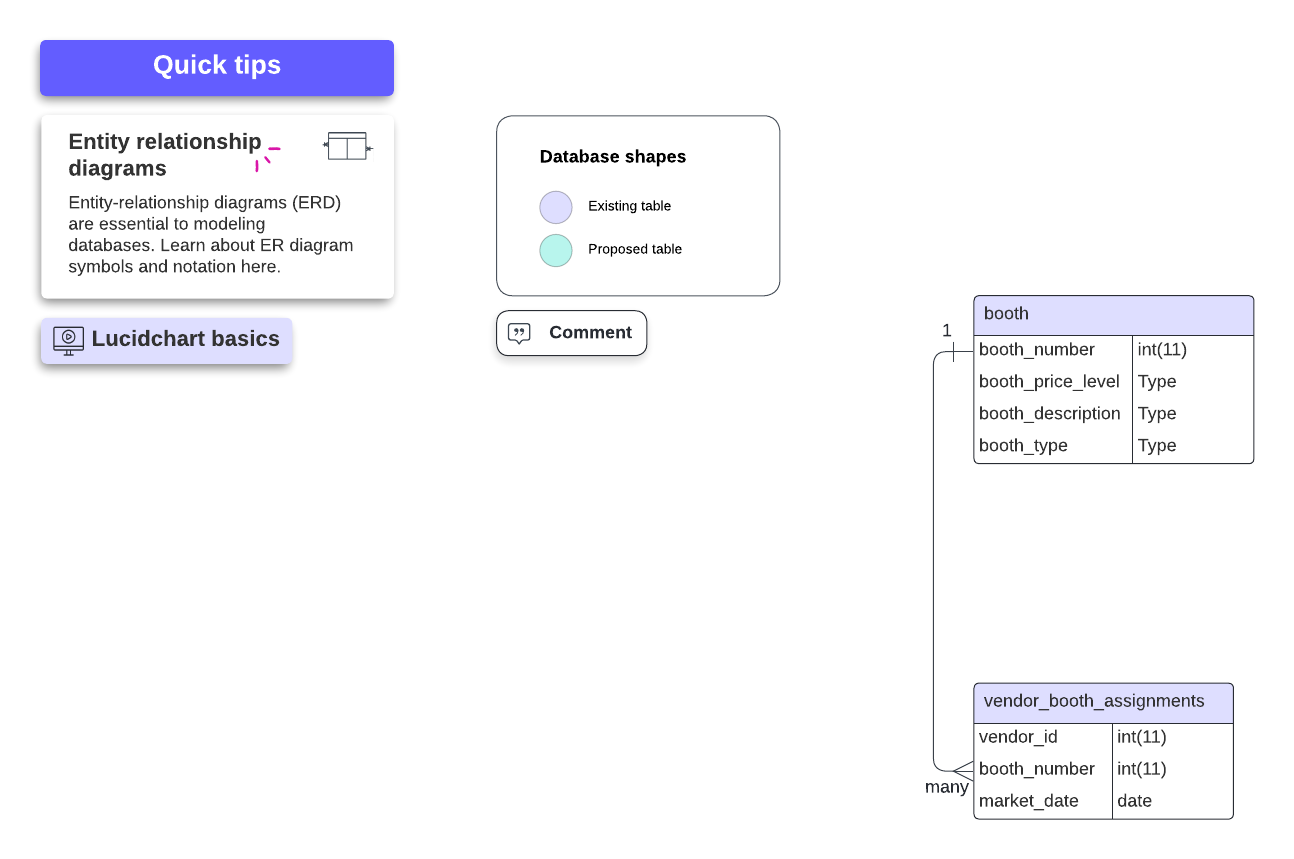 Quick tips
Entity relationship
diagrams
Entity-relationship diagrams (ERD)
are essential to modeling
databases. Learn about ER diagram
symbols and notation here.
Lucidchart basics
Database shapes
Existing table
Proposed table
Comment
booth
1
booth_number int(11)
booth_price_level Type
booth_description Type
booth_type Type
vendor_booth_assignments
vendor_id int(11)
booth_number int(11)
many
market_date date